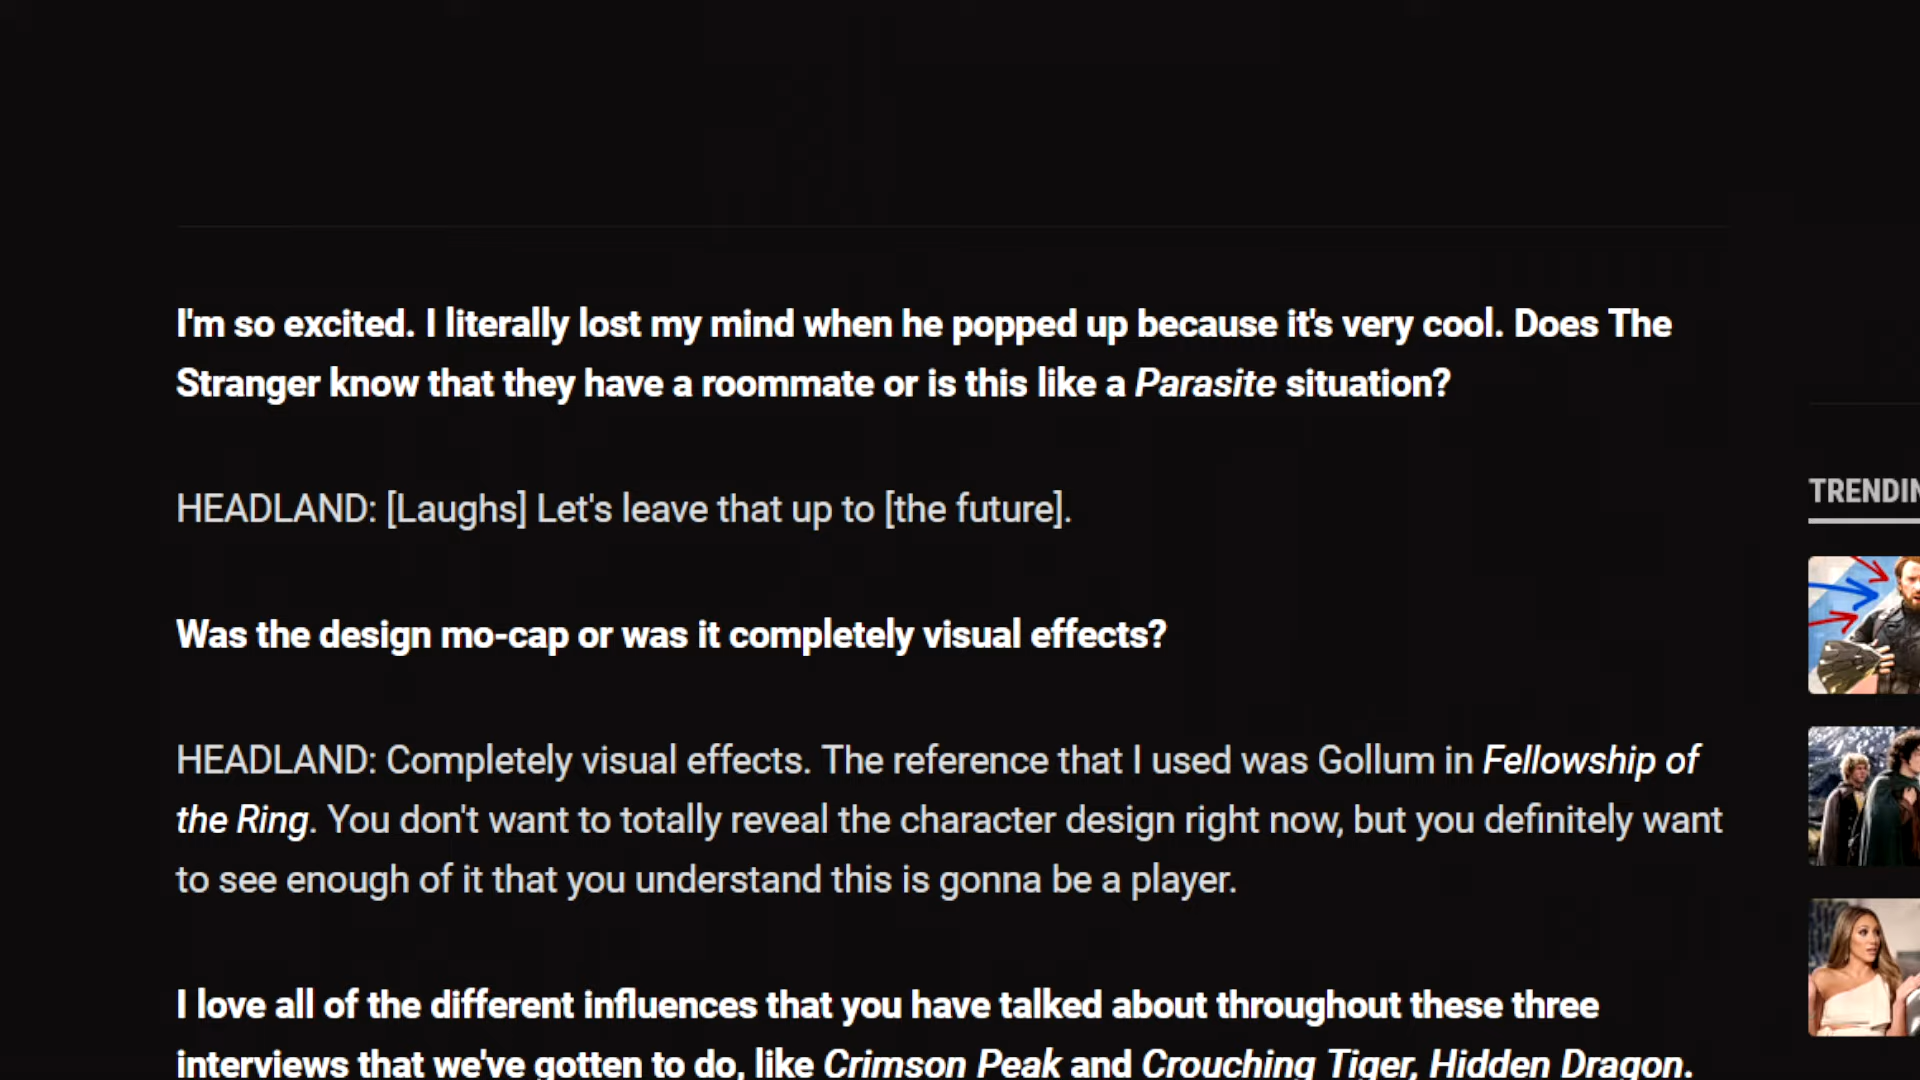 I'm so excited. I literally lost my mind when he popped up because it's very cool. Does The
Stranger know that they have a roommate or is this like a Parasite situation?
HEADLAND: [Laughs] Let's leave that up to [the future].
Was the design mo-cap or was it completely visual effects?
HEADLAND: Completely visual effects. The reference that I used was Gollum in Fellowship of
the Ring. You don't want to totally reveal the character design right now, but you definitely want
to see enough of it that you understand this is gonna be a player.
I love all of the different influences that you have talked about throughout these three
interviews that we've gotten to do, like Crimson Peak and Crouching Tiger, Hidden Dragon.
TRENDIN